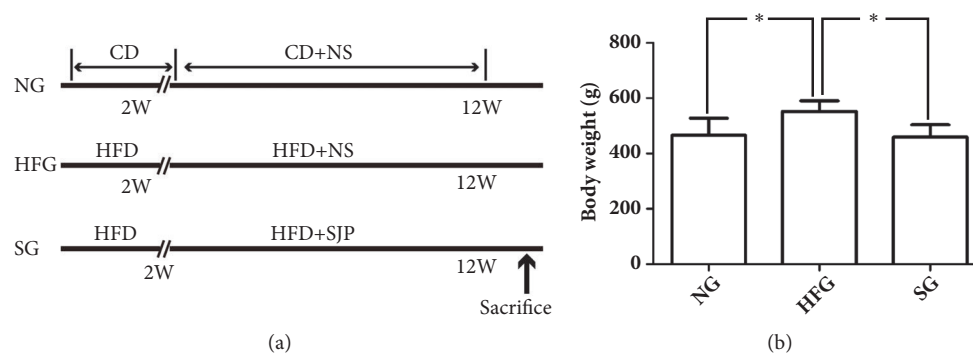 CD
CD+NS
NG
2W
12W
HFD
HFD+NS
HFG
2W
12W
HFD
HFD+SJP
SG
2W
12W
Sacrifice
(a)
*
*
800
600
400
200
0
Body weight (g)
NG
HFG
SG
(b)